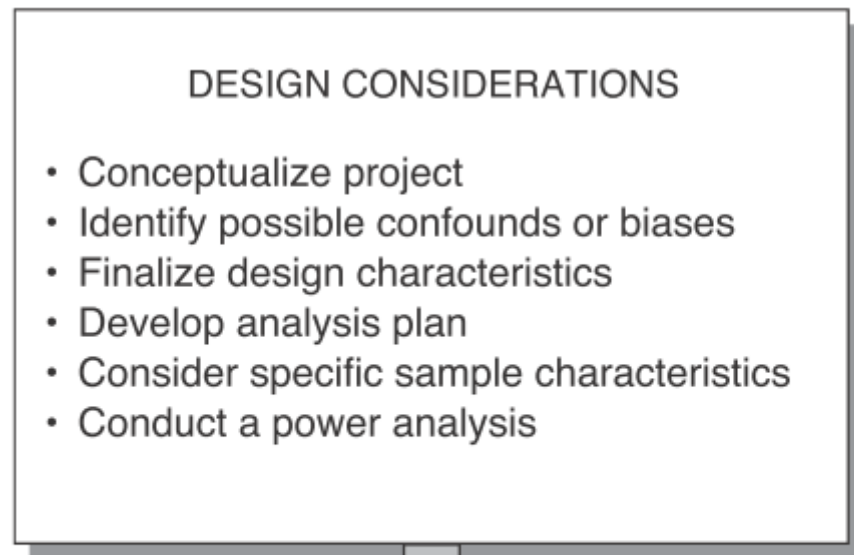 DESIGN CONSIDERATIONS
• Conceptualize project
• Identify possible confounds or biases
• Finalize design characteristics
• Develop analysis plan
• Consider specific sample characteristics
• Conduct a power analysis